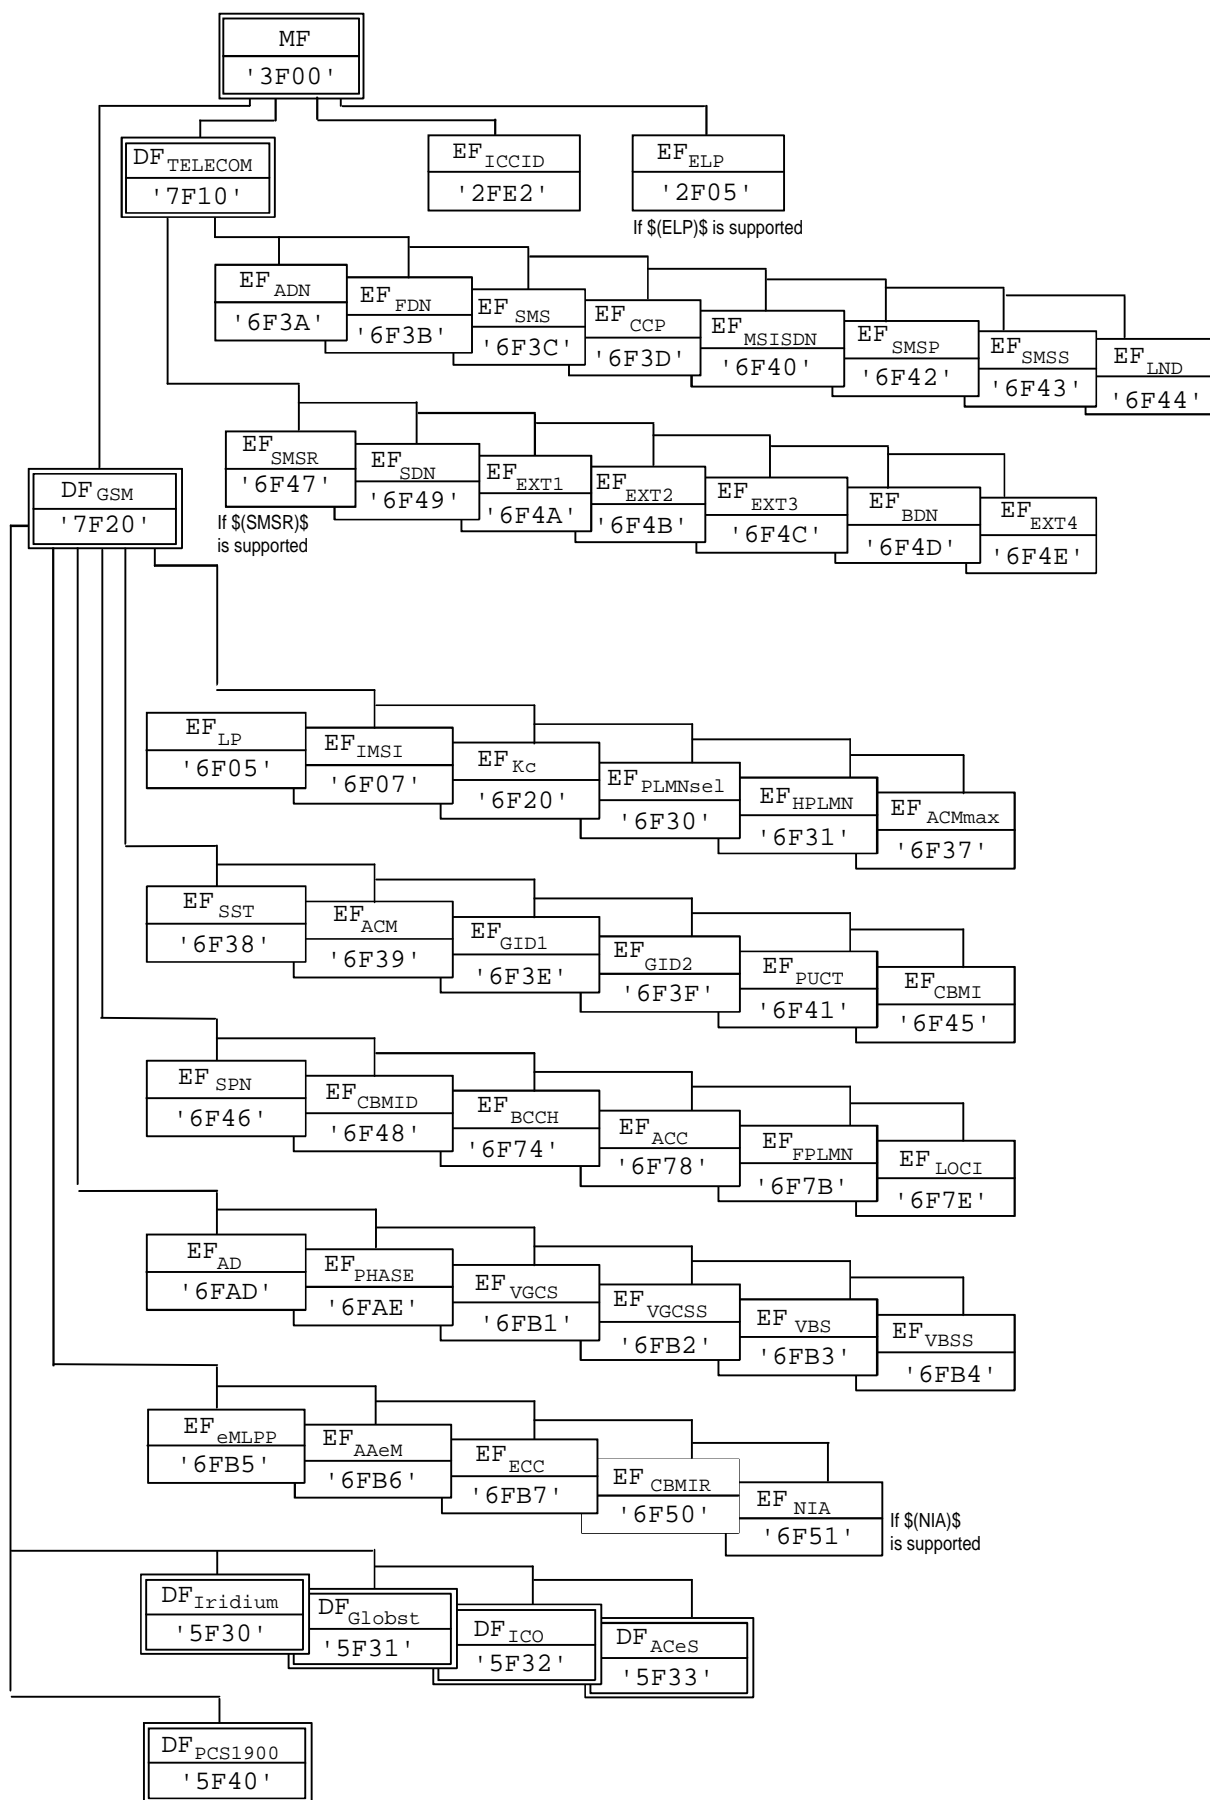 MF
'3F00'
DF TELECOM
'7F10'
EF ICCID
'2FE2'
EF ELP
'2F05'
If $(ELP)$ is supported
EF ADN
'6F3A'
EF FDN
'6F3B'
EF SMS
'6F3C'
EF CCP
'6F3D'
EF MSISDN
'6F40'
EF SMSP
'6F42'
EF SMSS
'6F43'
EF LND
'6F44'
EF SMSR
'6F47'
If $(SMSR)$
is supported
EF SDN
'6F49'
EF EXT1
'6F4A'
EF EXT2
'6F4B'
EF EXT3
'6F4C'
EF BDN
'6F4D'
EF EXT4
'6F4E'
DF GSM
'7F20'
EF LP
'6F05'
EF IMSI
'6F07'
EF Kc
'6F20'
EF PLMNsel
'6F30'
EF HPLMN
'6F31'
EF ACMmax
'6F37'
EF SST
'6F38'
EF ACM
'6F39'
EF GID1
'6F3E'
EF GID2
'6F3F'
EF PUCT
'6F41'
EF CBMI
'6F45'
EF SPN
'6F46'
EF CBMID
'6F48'
EF BCCH
'6F74'
EF ACC
'6F78'
EF FPLMN
'6F7B'
EF LOCI
'6F7E'
EF AD
'6FAD'
EF PHASE
'6FAE'
EF VGCS
'6FB1'
EF VGCSS
'6FB2'
EF VBS
'6FB3'
EF VBSS
'6FB4'
EF eMLPP
'6FB5'
EF AAeM
'6FB6'
EF ECC
'6FB7'
EF CBMIR
'6F50'
EF NIA
'6F51'
If $(NIA)$
is supported
DF Iridium
'5F30'
DF Globst
'5F31'
DF ICO
'5F32'
DF ACeS
'5F33'
DF PCS1900
'5F40'